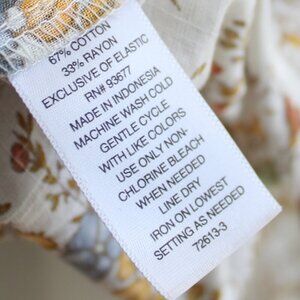 67% COTTON
33% RAYON
EXCLUSIVE OF ELASTIC
RN# 93677
MADE IN INDONESIA
MACHINE WASH COLD
GENTLE CYCLE
WITH LIKE COLORS
USE ONLY NON-
CHLORINE BLEACH
WHEN NEEDED
LINE DRY
IRON ON LOWEST
SETTING AS NEEDED
72613-3